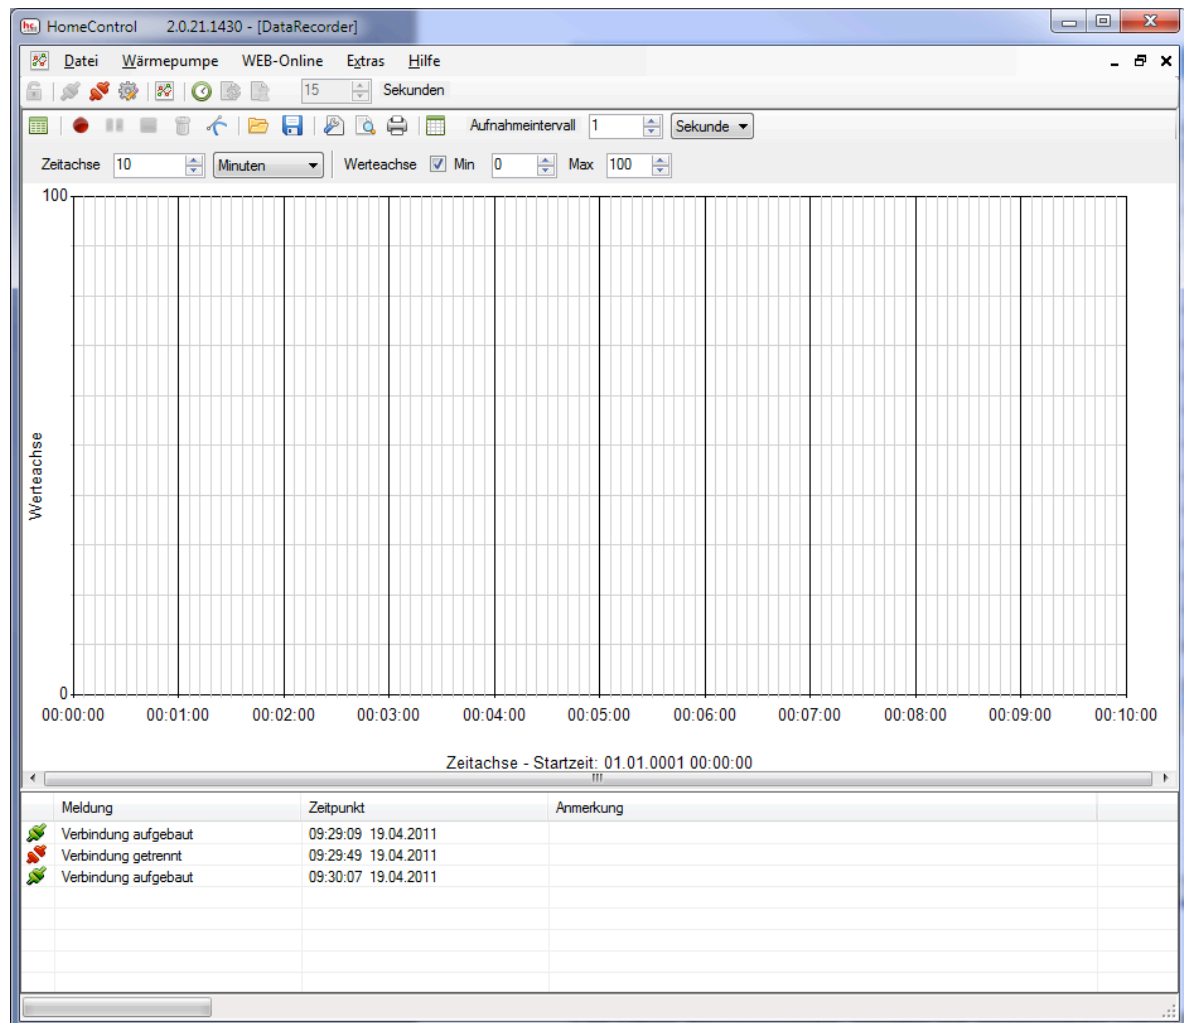 hc. HomeControl 2.0.21.1430 - [DataRecorder]
Datei Wärmepumpe WEB-Online Extras Hilfe
15 Sekunden
Aufnahmeintervall 1 Sekunde
Zeitachse 10 Minuten Werteachse Min 0 Max 100
100
Werteachse
0
00:00:00 00:01:00 00:02:00 00:03:00 00:04:00 00:05:00 00:06:00 00:07:00 00:08:00 00:09:00 00:10:00
Zeitachse - Startzeit: 01.01.0001 00:00:00
Meldung Zeitpunkt Anmerkung
Verbindung aufgebaut 09:29:09 19.04.2011
Verbindung getrennt 09:29:49 19.04.2011
Verbindung aufgebaut 09:30:07 19.04.2011